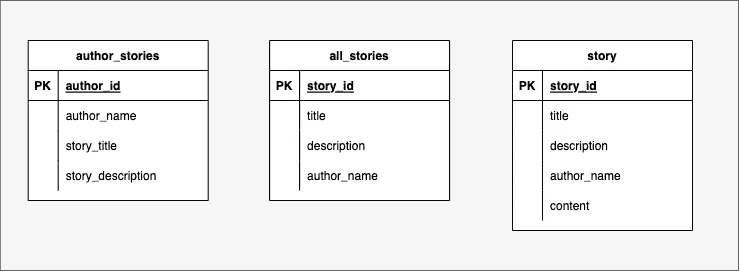 author_stories
PK author_id
author_name
story_title
story_description
all_stories
PK story_id
title
description
author_name
story
PK story_id
title
description
author_name
content